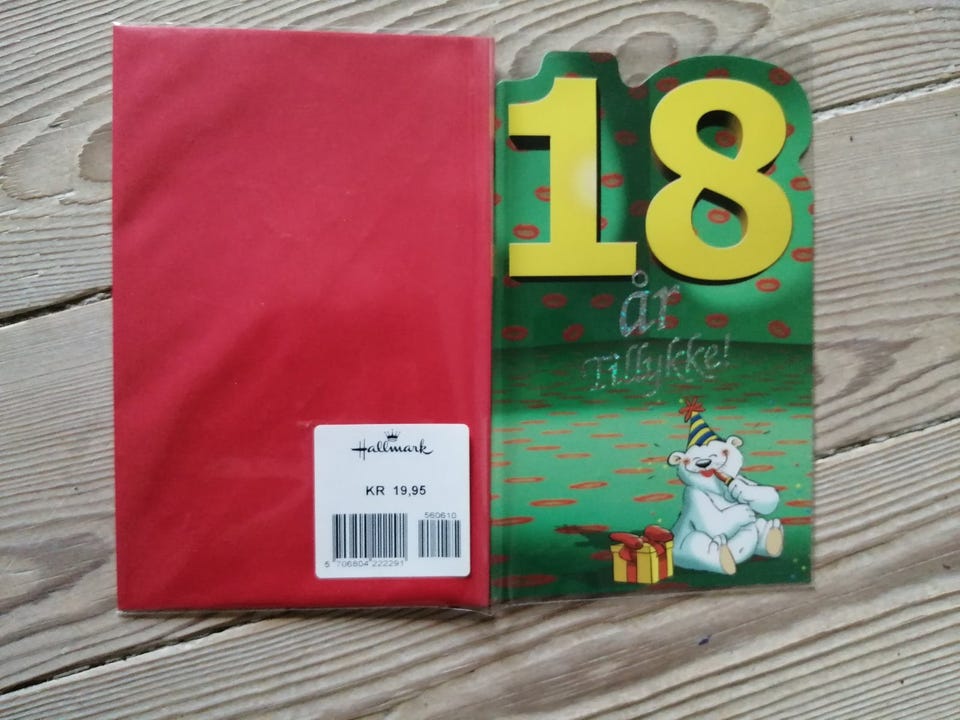 18
år
Tillykke!
Hallmark
KR 19,95
560610
5 706804 222291